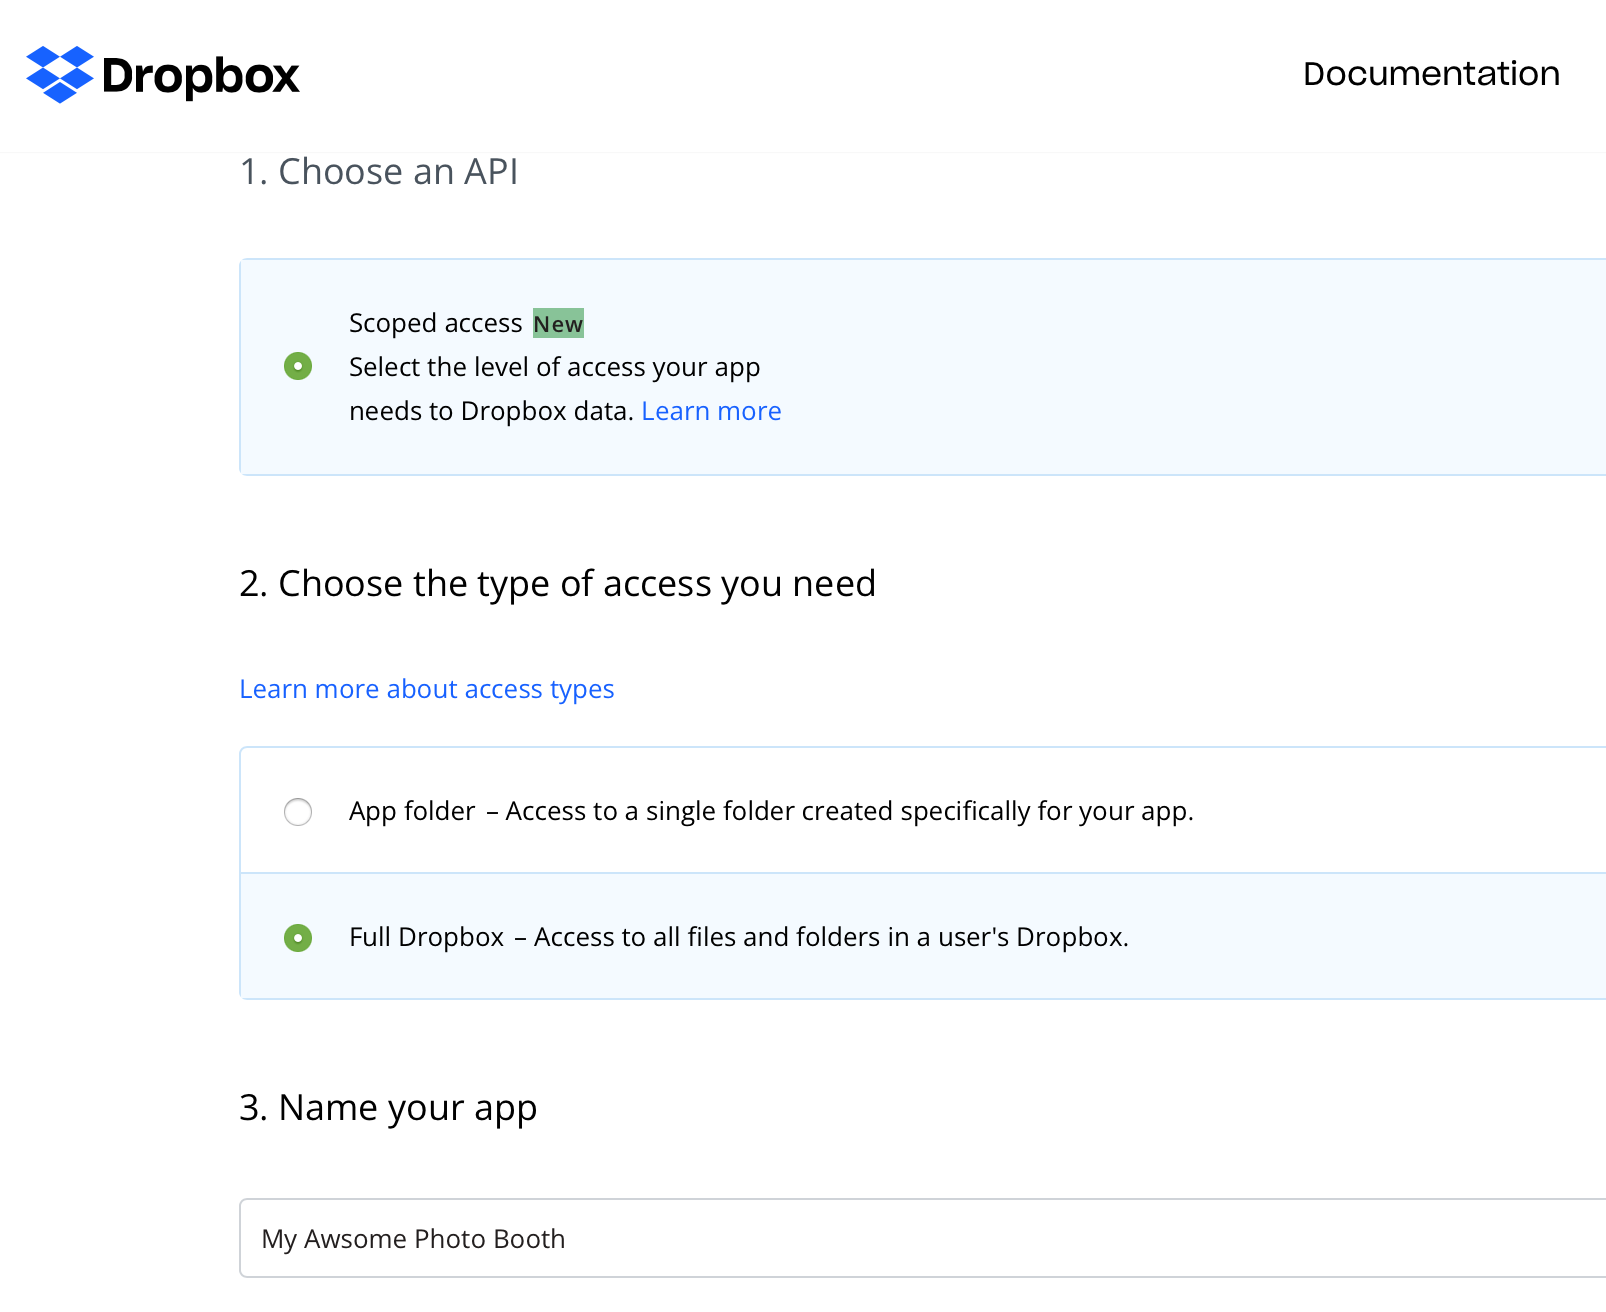 Dropbox
Documentation
1. Choose an API
Scoped access New
Select the level of access your app
needs to Dropbox data. Learn more
2. Choose the type of access you need
Learn more about access types
App folder – Access to a single folder created specifically for your app.
Full Dropbox – Access to all files and folders in a user's Dropbox.
3. Name your app
My Awsome Photo Booth